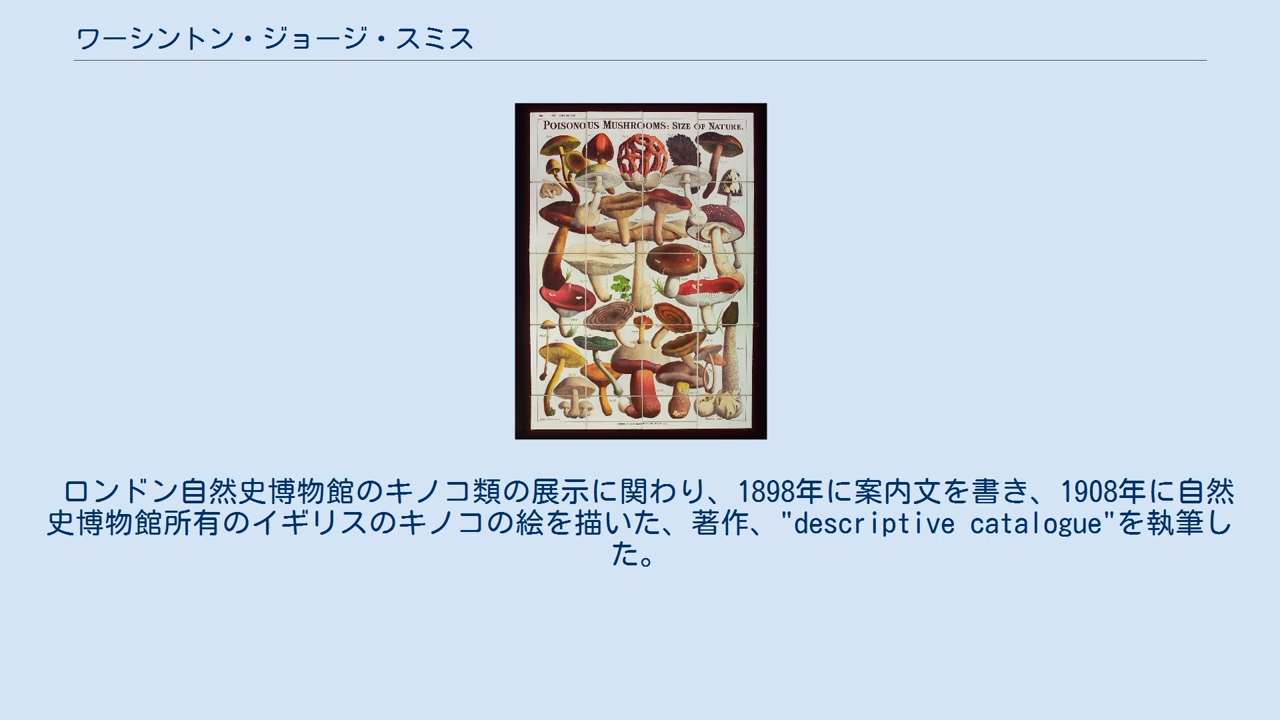 ワーシントン・ジョージ・スミス
POISONOUS MUSHROOMS: SIZE OF NATURE.
ロンドン自然史博物館のキノコ類の展示に関わり、1898年に案内文を書き、1908年に自然
史博物館所有のイギリスのキノコの絵を描いた、著作、"descriptive catalogue"を執筆し
た。